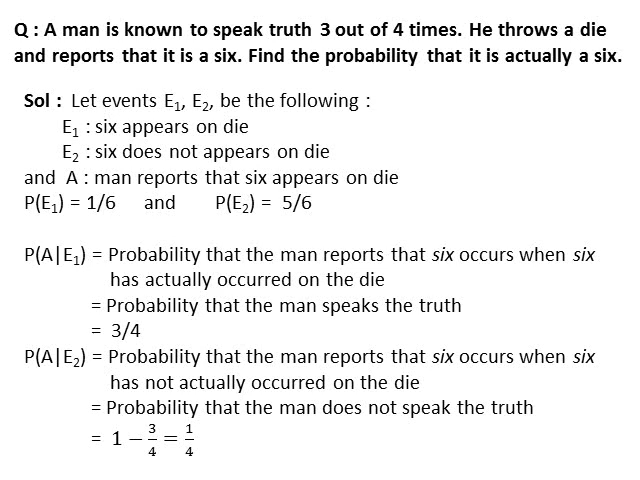 Q : A man is known to speak truth 3 out of 4 times. He throws a die
and reports that it is a six. Find the probability that it is actually a six.
Sol : Let events E₁, E₂, be the following :
E₁ : six appears on die
E₂ : six does not appears on die
and A : man reports that six appears on die
P(E₁) = 1/6 and P(E₂) = 5/6
P(A|E₁) = Probability that the man reports that six occurs when six
has actually occurred on the die
= Probability that the man speaks the truth
= 3/4
P(A|E₂) = Probability that the man reports that six occurs when six
has not actually occurred on the die
= Probability that the man does not speak the truth
= 1 − 3/4 = 1/4